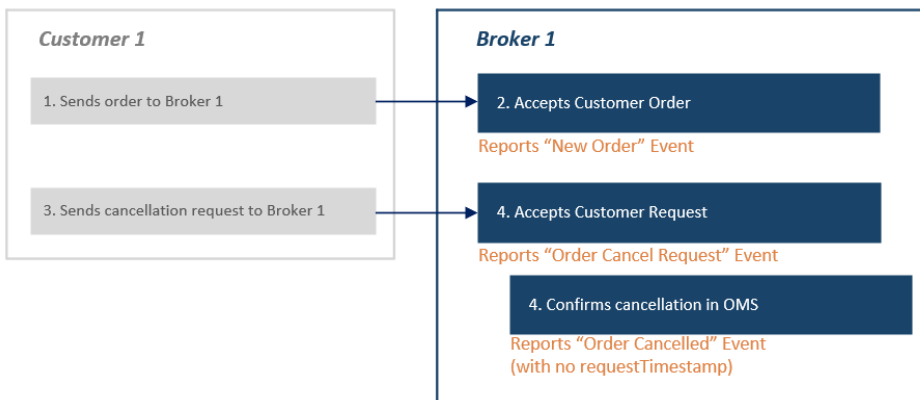 Customer 1
Broker 1
1. Sends order to Broker 1
2. Accepts Customer Order
Reports “New Order” Event
3. Sends cancellation request to Broker 1
4. Accepts Customer Request
Reports “Order Cancel Request” Event
4. Confirms cancellation in OMS
Reports “Order Cancelled” Event
(with no requestTimestamp)